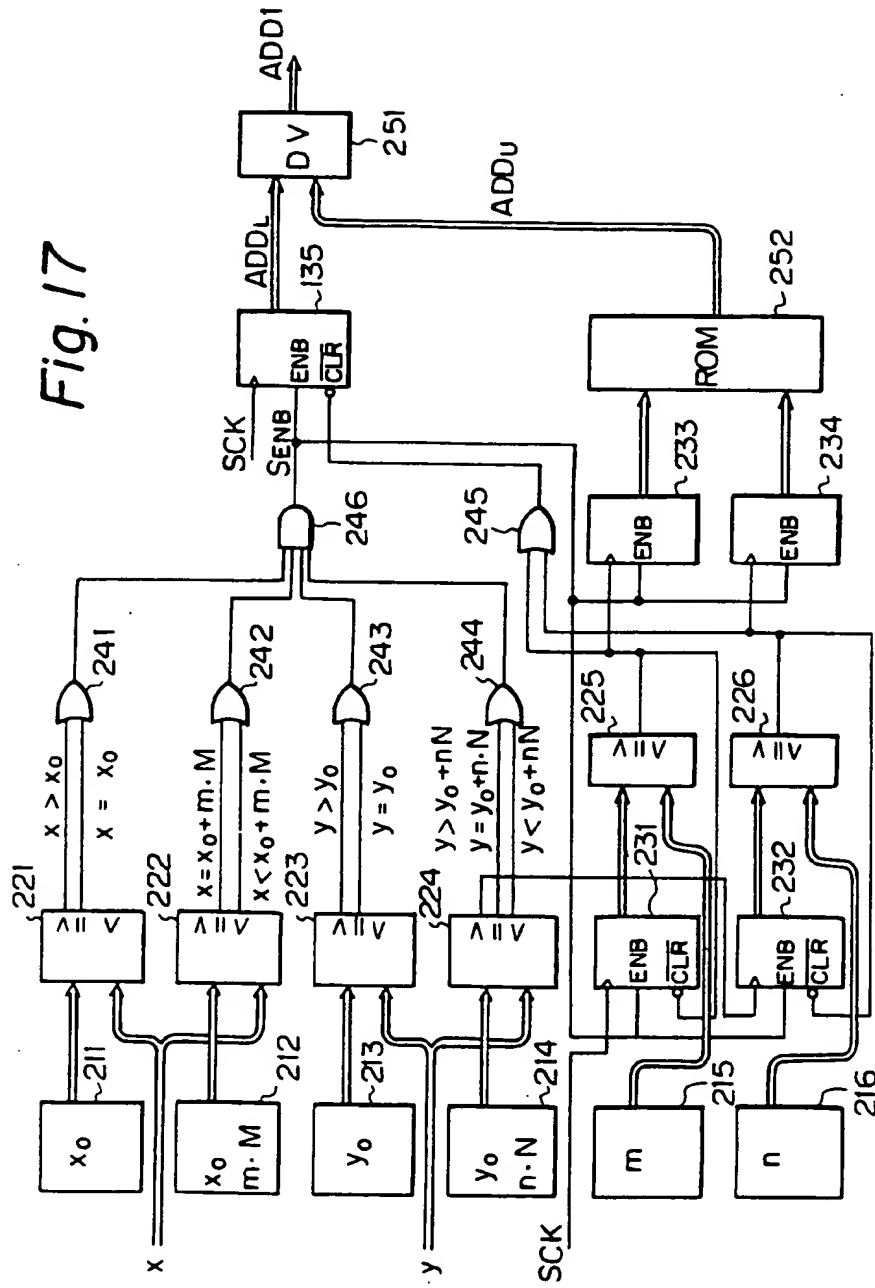 Fig. 17
x
y
SCK
x₀
211
x₀
m·M
212
y₀
213
y₀
n·N
214
m
215
n
216
221
>
=
<
222
>
=
<
223
>
=
<
224
>
=
<
x > x₀
x = x₀
x = x₀+m·M
x < x₀+m·M
y > y₀
y = y₀
y > y₀+nN
y = y₀+n·N
y < y₀+nN
241
242
243
244
246
245
231
ENB
CLR
232
ENB
CLR
225
>
=
<
226
>
=
<
233
ENB
234
ENB
SCK
SENB
ENB
CLR
135
ADDL
ROM
252
ADDU
DV
251
ADD1